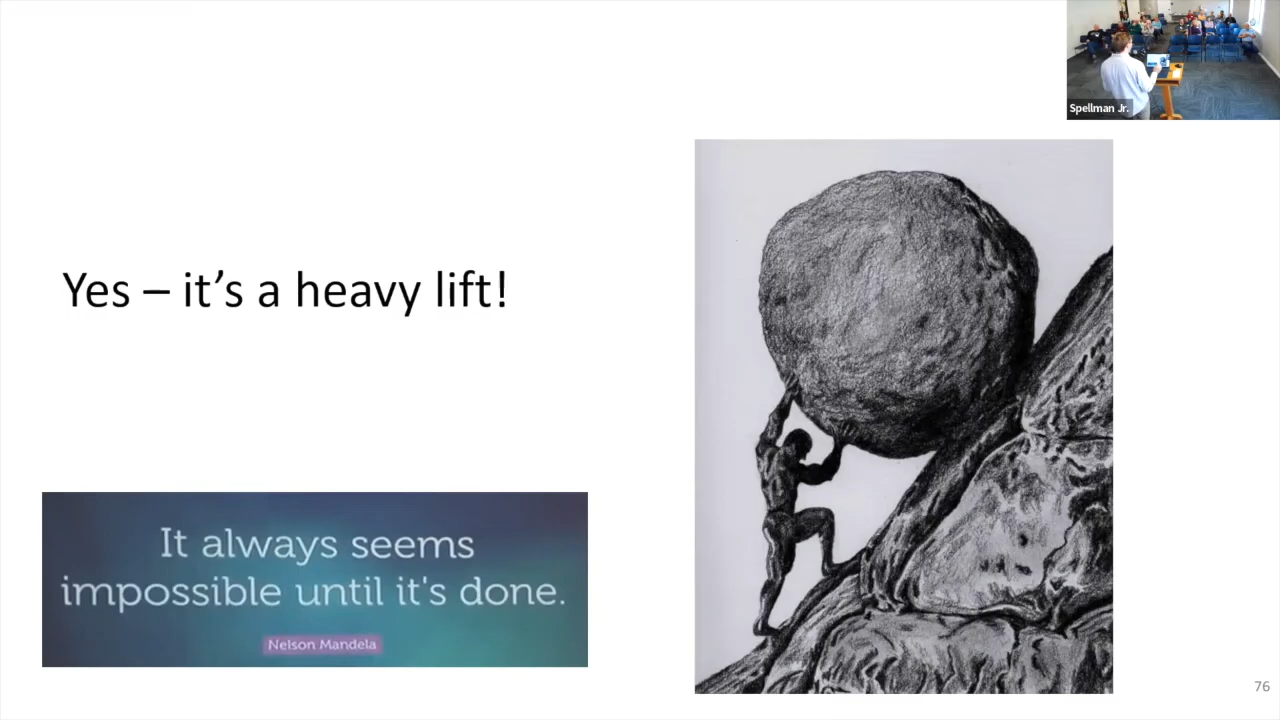 Spellman Jr.
Yes – it’s a heavy lift!
It always seems
impossible until it's done.
Nelson Mandela
76